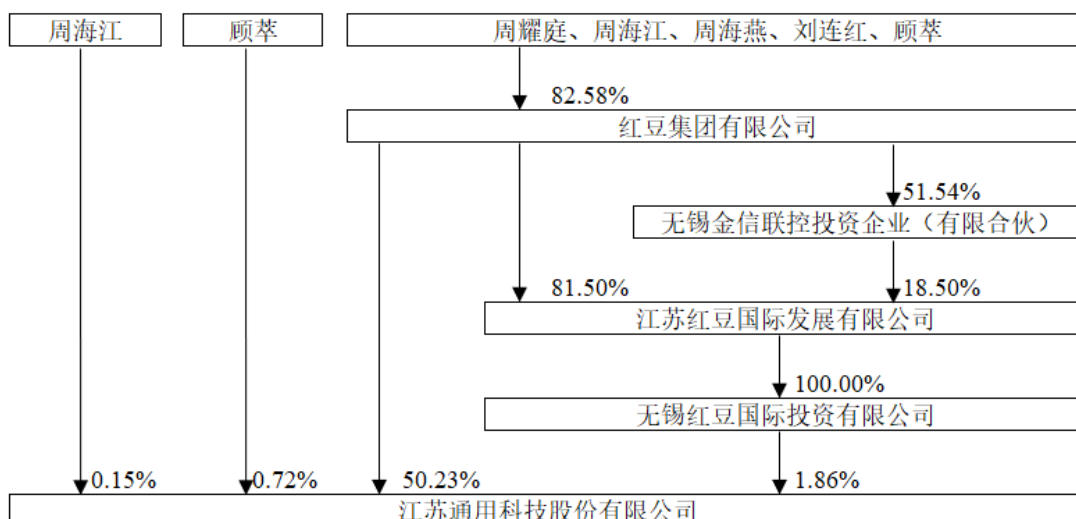 周海江
顾萃
周耀庭、周海江、周海燕、刘连红、顾萃
82.58%
红豆集团有限公司
51.54%
无锡金信联控投资企业（有限合伙）
81.50%
18.50%
江苏红豆国际发展有限公司
100.00%
无锡红豆国际投资有限公司
0.15%
0.72%
50.23%
1.86%
江苏通用科技股份有限公司